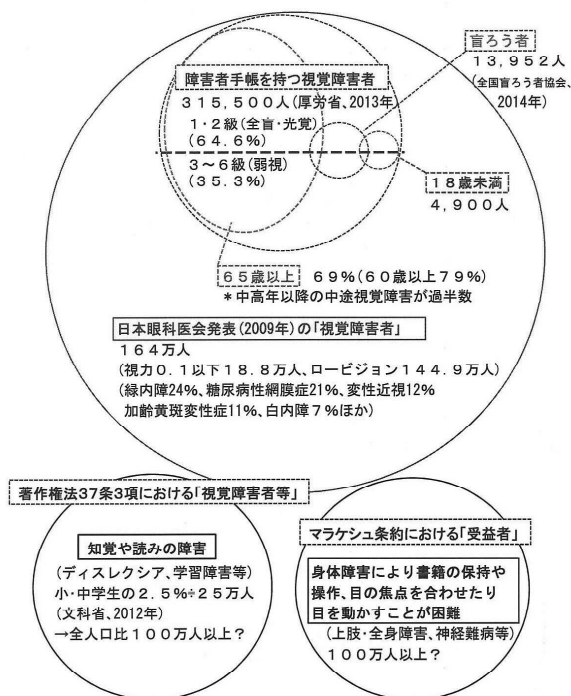 盲ろう者
13,952人
(全国盲ろう者協会、
2014年)
障害者手帳を持つ視覚障害者
315,500人(厚労省、2013年)
1・2級(全盲・光覚)
(64.6%)
3～6級(弱視)
(35.3%)
18歳未満
4,900人
65歳以上 69%(60歳以上79%)
*中高年以降の中途視覚障害が過半数
日本眼科医会発表(2009年)の「視覚障害者」
164万人
(視力0.1以下18.8万人、ロービジョン144.9万人)
(緑内障24%、糖尿病性網膜症21%、変性近視12%
加齢黄斑変性症11%、白内障7%ほか)
著作権法37条3項における「視覚障害者等」
知覚や読みの障害
(ディスレクシア、学習障害等)
小・中学生の2.5%÷25万人
(文科省、2012年)
→全人口比100万人以上?
マラケシュ条約における「受益者」
身体障害により書籍の保持や
操作、目の焦点を合わせたり
目を動かすことが困難
(上肢・全身障害、神経難病等)
100万人以上?